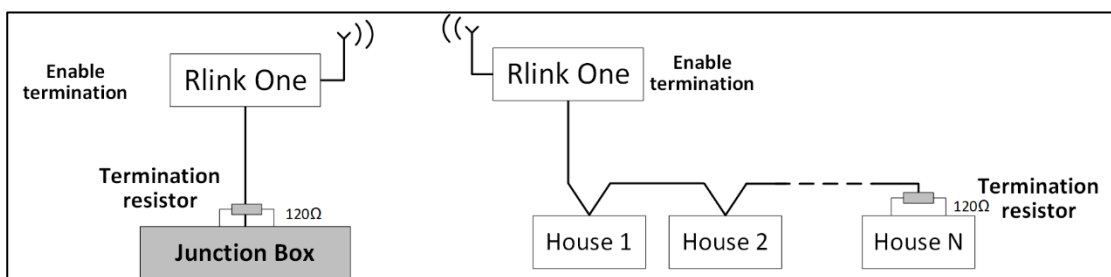 Enable
termination
Rlink One
Rlink One
Enable
termination
Termination
resistor
120Ω
Junction Box
House 1
House 2
House N
120Ω
Termination
resistor